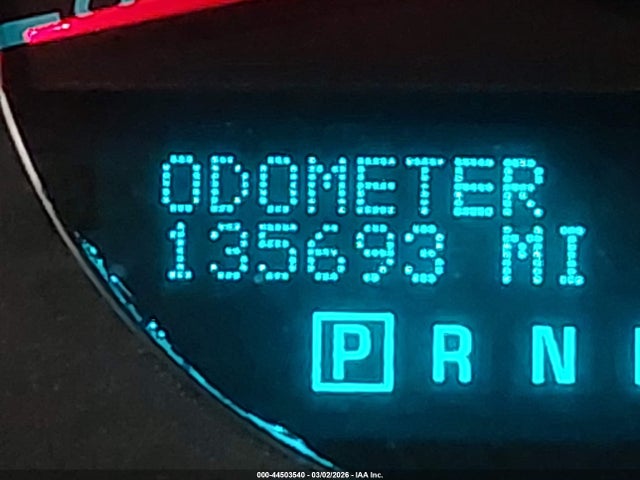 ODOMETER
135693 MI
P R N
000-44503540 - 03/02/2026 - IAA Inc.